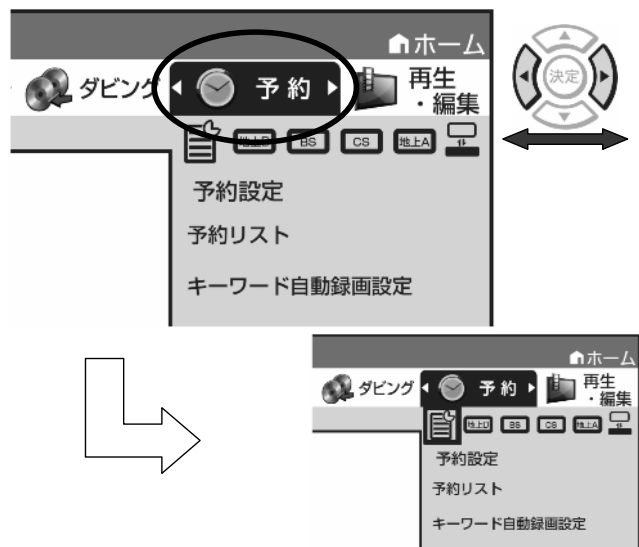 ホーム
ダビング 予約 再生・編集
決定
地上D BS CS 地上A
予約設定
予約リスト
キーワード自動録画設定
ホーム
ダビング 予約 再生・編集
地上D BS CS 地上A
予約設定
予約リスト
キーワード自動録画設定